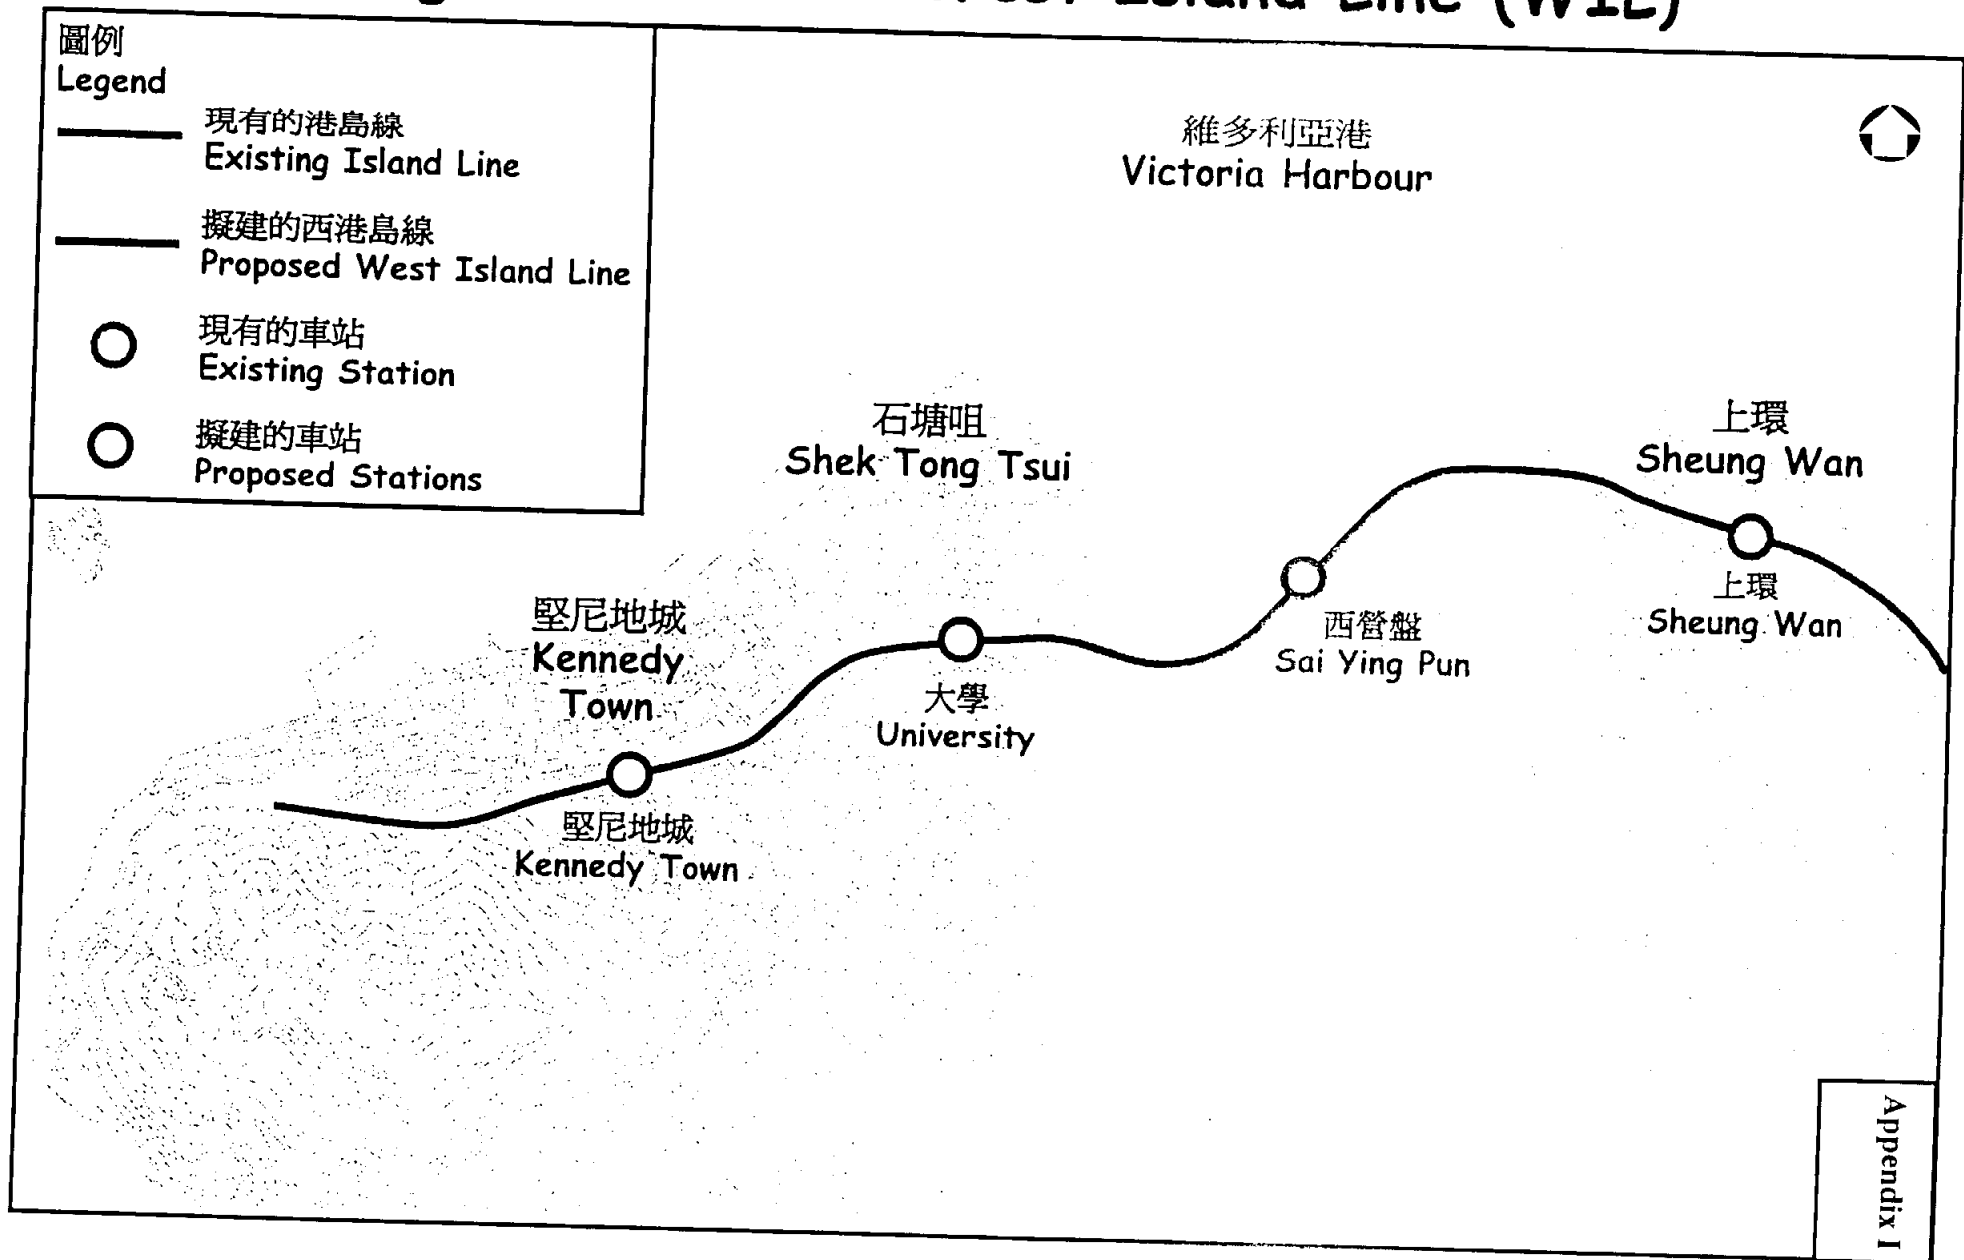 Island Line (WIL)
圖例
Legend
現有的港島線
Existing Island Line
擬建的西港島線
Proposed West Island Line
現有的車站
Existing Station
擬建的車站
Proposed Stations
維多利亞港
Victoria Harbour
石塘咀
Shek Tong Tsui
上環
Sheung Wan
上環
Sheung Wan
西營盤
Sai Ying Pun
堅尼地城
Kennedy
Town
大學
University
堅尼地城
Kennedy Town
Appendix I